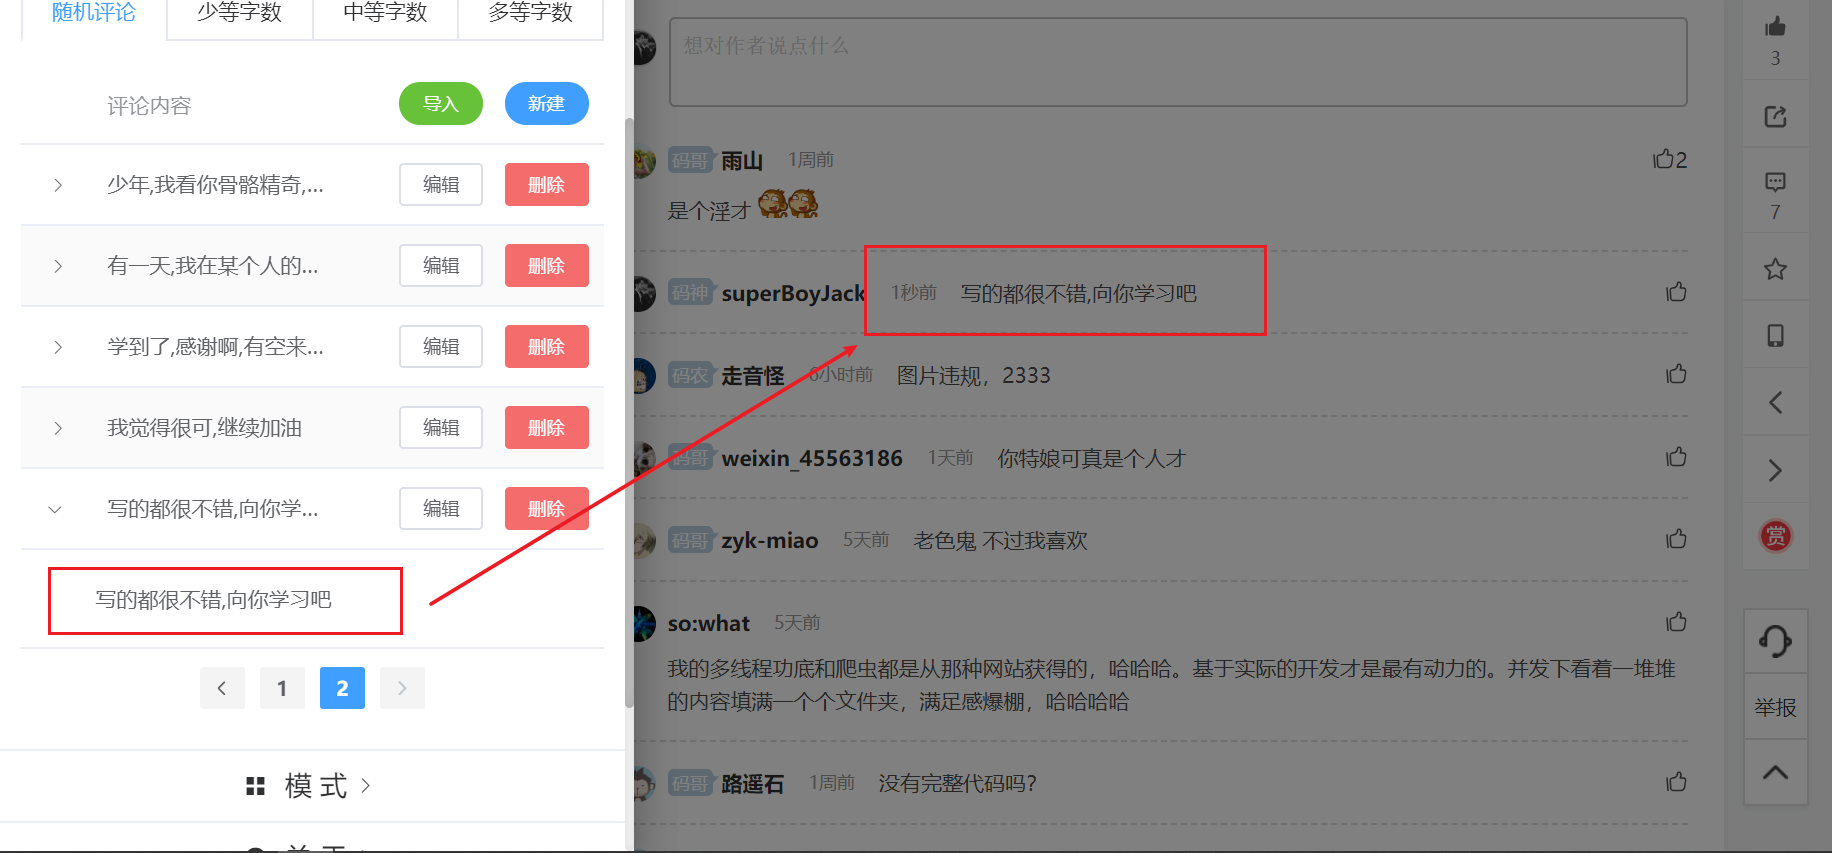 随机评论
少等字数
中等字数
多等字数
评论内容
导入
新建
少年,我看你骨骼精奇,...
编辑
删除
有一天,我在某个人的...
编辑
删除
学到了,感谢啊,有空来...
编辑
删除
我觉得很可,继续加油
编辑
删除
写的都很不错,向你学...
编辑
删除
写的都很不错,向你学习吧
1
2
模 式
想对作者说点什么
码哥 雨山 1周前
2
是个淫才
码神 superBoyJack 1秒前 写的都很不错,向你学习吧
码农 走音怪 6小时前 图片违规，2333
码哥 weixin_45563186 1天前 你特娘可真是个人才
码哥 zyk-miao 5天前 老色鬼 不过我喜欢
so:what 5天前
我的多线程功底和爬虫都是从那种网站获得的，哈哈哈。基于实际的开发才是最有动力的。并发下看着一堆堆
的内容填满一个个文件夹，满足感爆棚，哈哈哈哈
码哥 路遥石 1周前 没有完整代码吗?
3
7
赏
举报